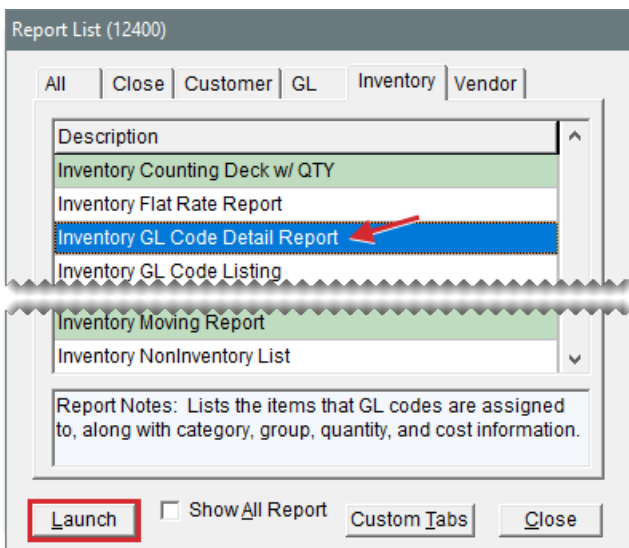 Report List (12400)
All Close Customer GL Inventory Vendor
Description
Inventory Counting Deck w/ QTY
Inventory Flat Rate Report
Inventory GL Code Detail Report
Inventory GL Code Listing
Inventory Moving Report
Inventory NonInventory List
Report Notes: Lists the items that GL codes are assigned
to, along with category, group, quantity, and cost information.
Launch Show All Report Custom Tabs Close